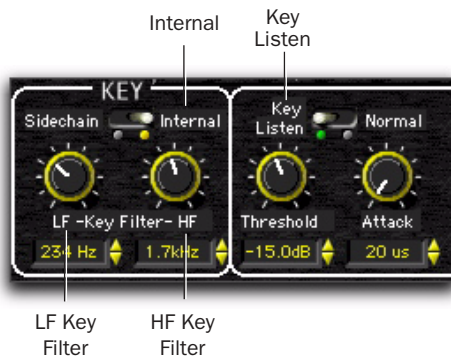 Internal
Key
Listen
KEY
Sidechain
Internal
Key
Listen
Normal
LF -Key Filter- HF
Threshold
Attack
234 Hz
1.7kHz
-15.0dB
20 us
LF Key
Filter
HF Key
Filter